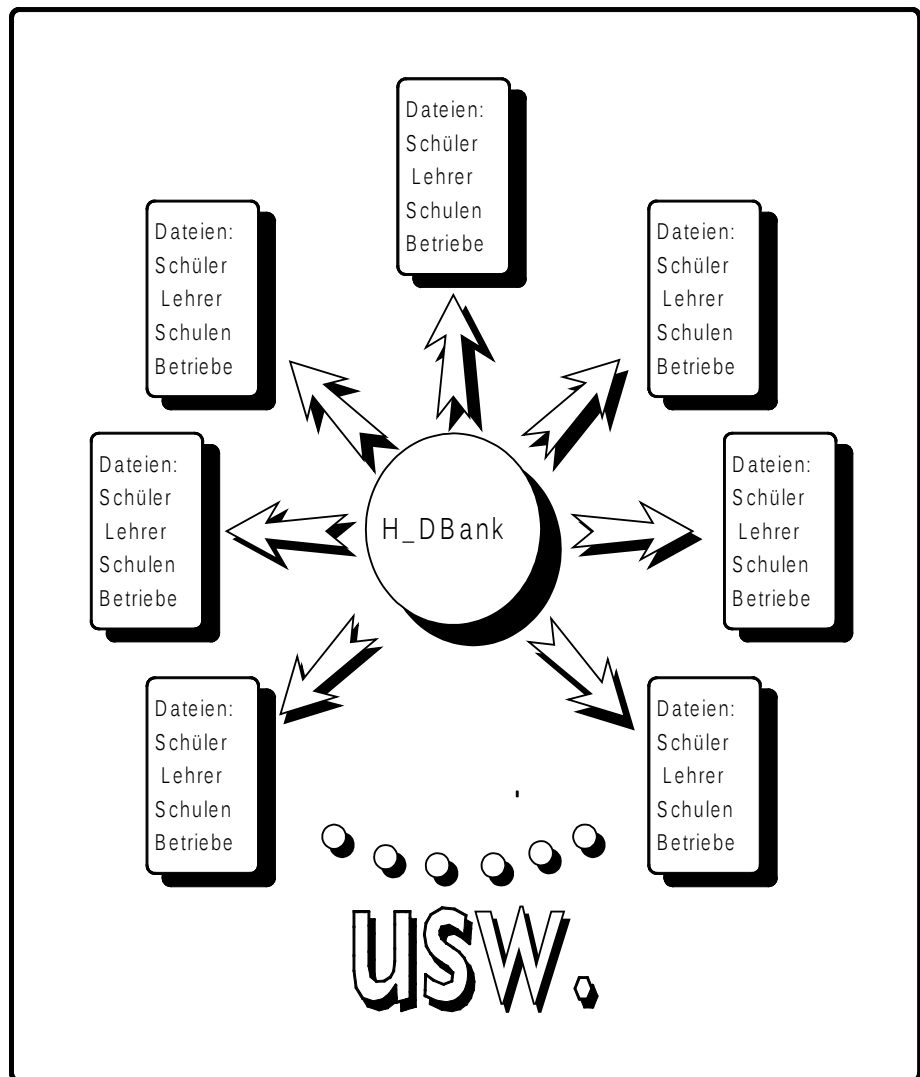 Dateien:
Schüler
Lehrer
Schulen
Betriebe
Dateien:
Schüler
Lehrer
Schulen
Betriebe
Dateien:
Schüler
Lehrer
Schulen
Betriebe
Dateien:
Schüler
Lehrer
Schulen
Betriebe
H_DBank
Dateien:
Schüler
Lehrer
Schulen
Betriebe
Dateien:
Schüler
Lehrer
Schulen
Betriebe
Dateien:
Schüler
Lehrer
Schulen
Betriebe
usw.